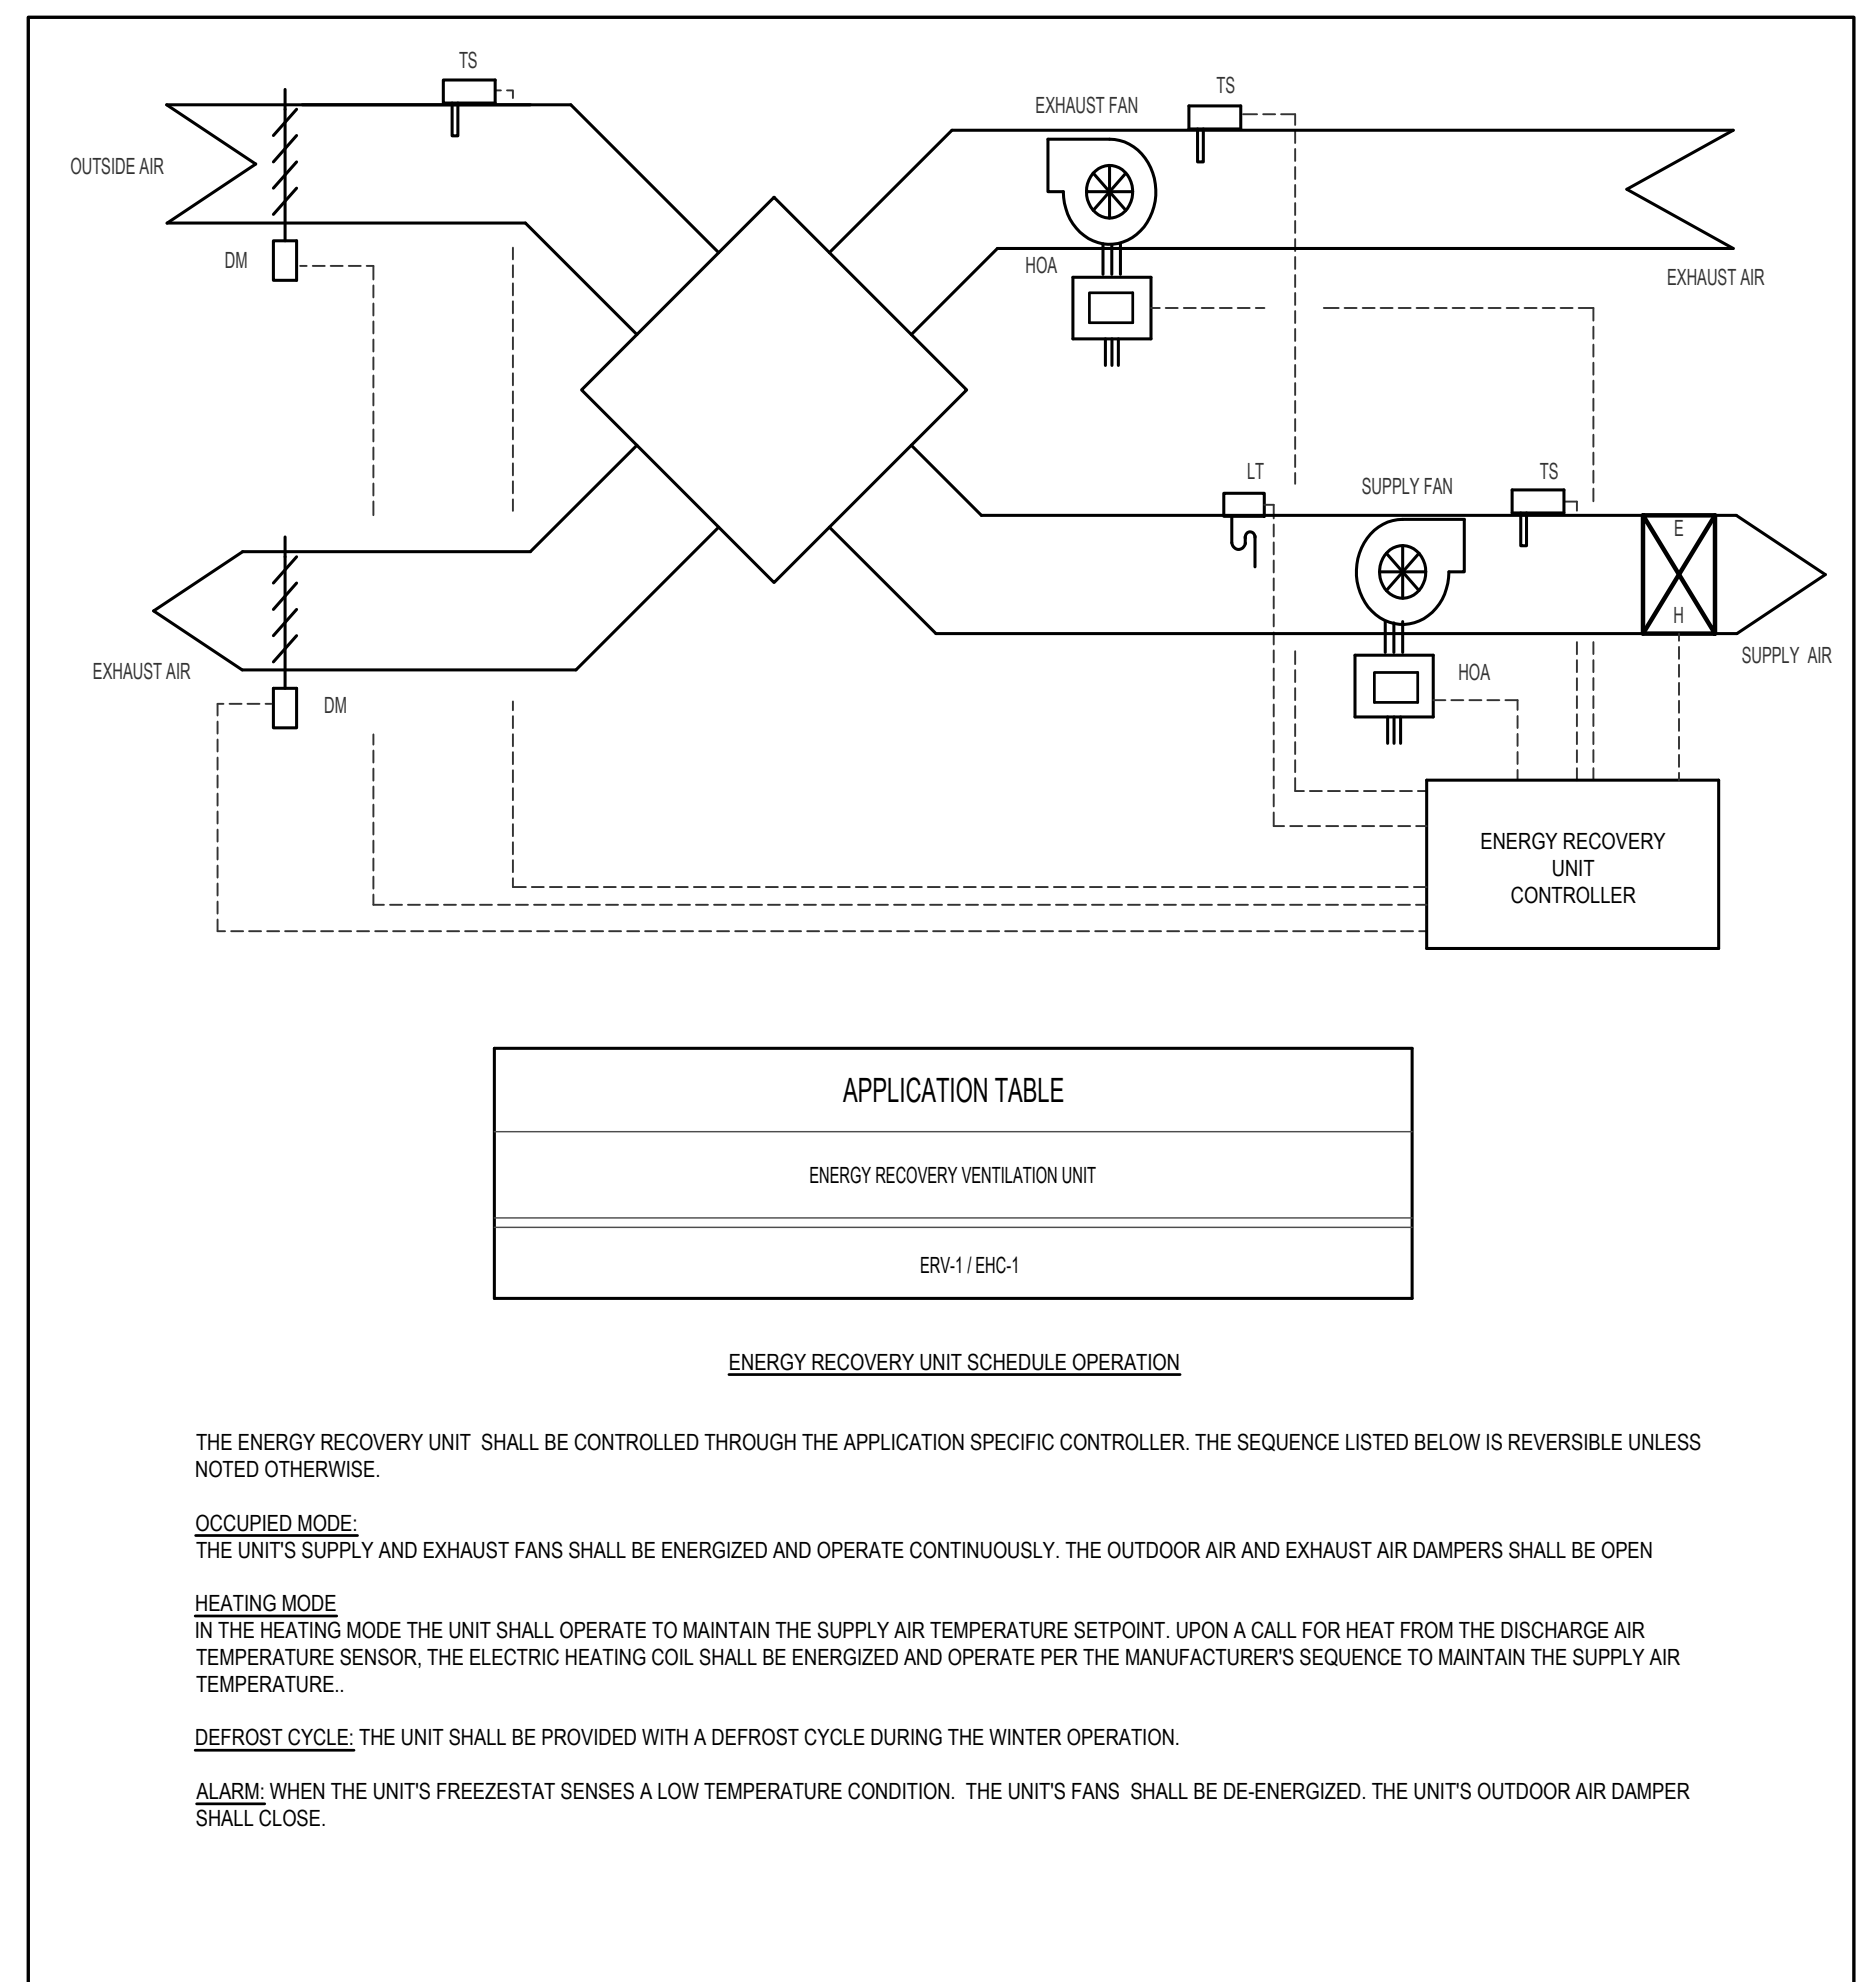 TS
TS
EXHAUST FAN
OUTSIDE AIR
DM
HOA
EXHAUST AIR
LT
SUPPLY FAN
TS
E
H
EXHAUST AIR
SUPPLY AIR
HOA
DM
ENERGY RECOVERY
UNIT
CONTROLLER
APPLICATION TABLE
ENERGY RECOVERY VENTILATION UNIT
ERV-1 / EHC-1
ENERGY RECOVERY UNIT SCHEDULE OPERATION
THE ENERGY RECOVERY UNIT SHALL BE CONTROLLED THROUGH THE APPLICATION SPECIFIC CONTROLLER. THE SEQUENCE LISTED BELOW IS REVERSIBLE UNLESS
NOTED OTHERWISE.
OCCUPIED MODE:
THE UNIT'S SUPPLY AND EXHAUST FANS SHALL BE ENERGIZED AND OPERATE CONTINUOUSLY. THE OUTDOOR AIR AND EXHAUST AIR DAMPERS SHALL BE OPEN
HEATING MODE
IN THE HEATING MODE THE UNIT SHALL OPERATE TO MAINTAIN THE SUPPLY AIR TEMPERATURE SETPOINT. UPON A CALL FOR HEAT FROM THE DISCHARGE AIR
TEMPERATURE SENSOR, THE ELECTRIC HEATING COIL SHALL BE ENERGIZED AND OPERATE PER THE MANUFACTURER'S SEQUENCE TO MAINTAIN THE SUPPLY AIR
TEMPERATURE..
DEFROST CYCLE: THE UNIT SHALL BE PROVIDED WITH A DEFROST CYCLE DURING THE WINTER OPERATION.
ALARM: WHEN THE UNIT'S FREEZESTAT SENSES A LOW TEMPERATURE CONDITION. THE UNIT'S FANS SHALL BE DE-ENERGIZED. THE UNIT'S OUTDOOR AIR DAMPER
SHALL CLOSE.